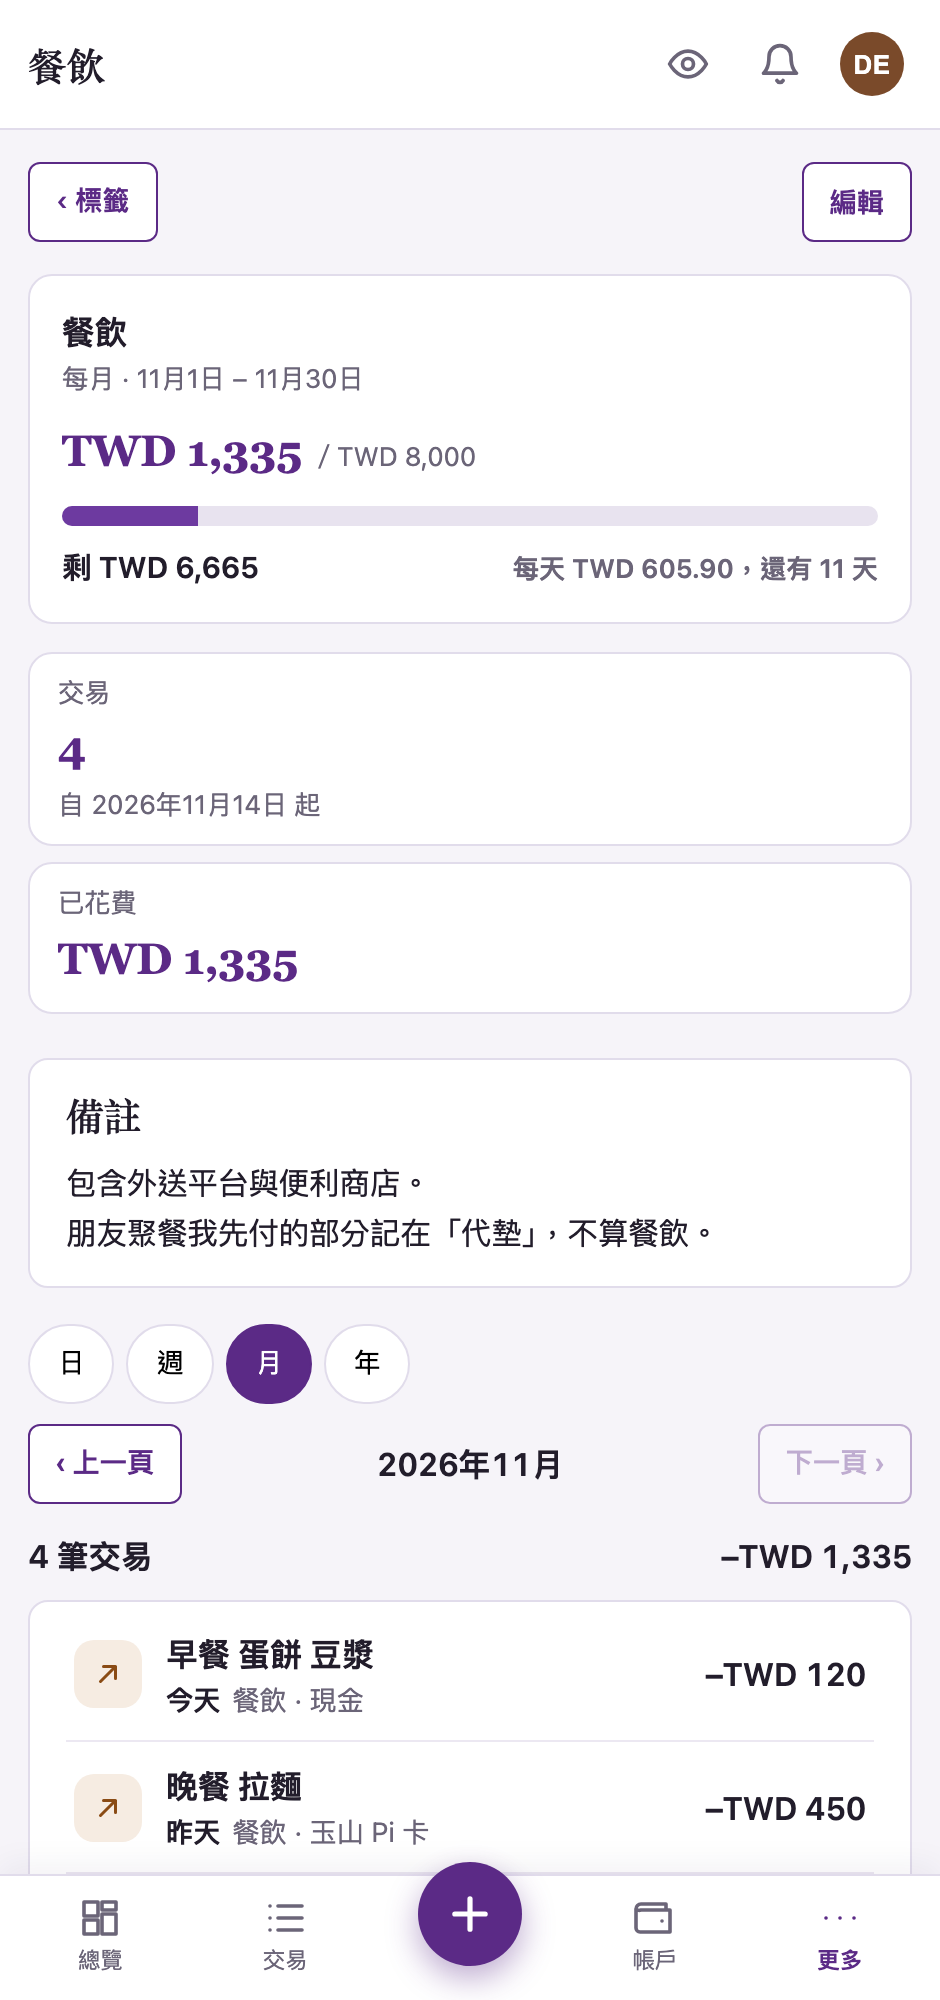 餐飲
DE
‹ 標籤
編輯
餐飲
每月 · 11月1日 – 11月30日
TWD 1,335 / TWD 8,000
剩 TWD 6,665
每天 TWD 605.90，還有 11 天
交易
4
自 2026年11月14日 起
已花費
TWD 1,335
備註
包含外送平台與便利商店。
朋友聚餐我先付的部分記在「代墊」，不算餐飲。
日 週 月 年
‹ 上一頁
2026年11月
下一頁 ›
4 筆交易
–TWD 1,335
早餐 蛋餅 豆漿
–TWD 120
今天 餐飲 · 現金
晚餐 拉麵
–TWD 450
昨天 餐飲 · 玉山 Pi 卡
總覽
交易
帳戶
更多